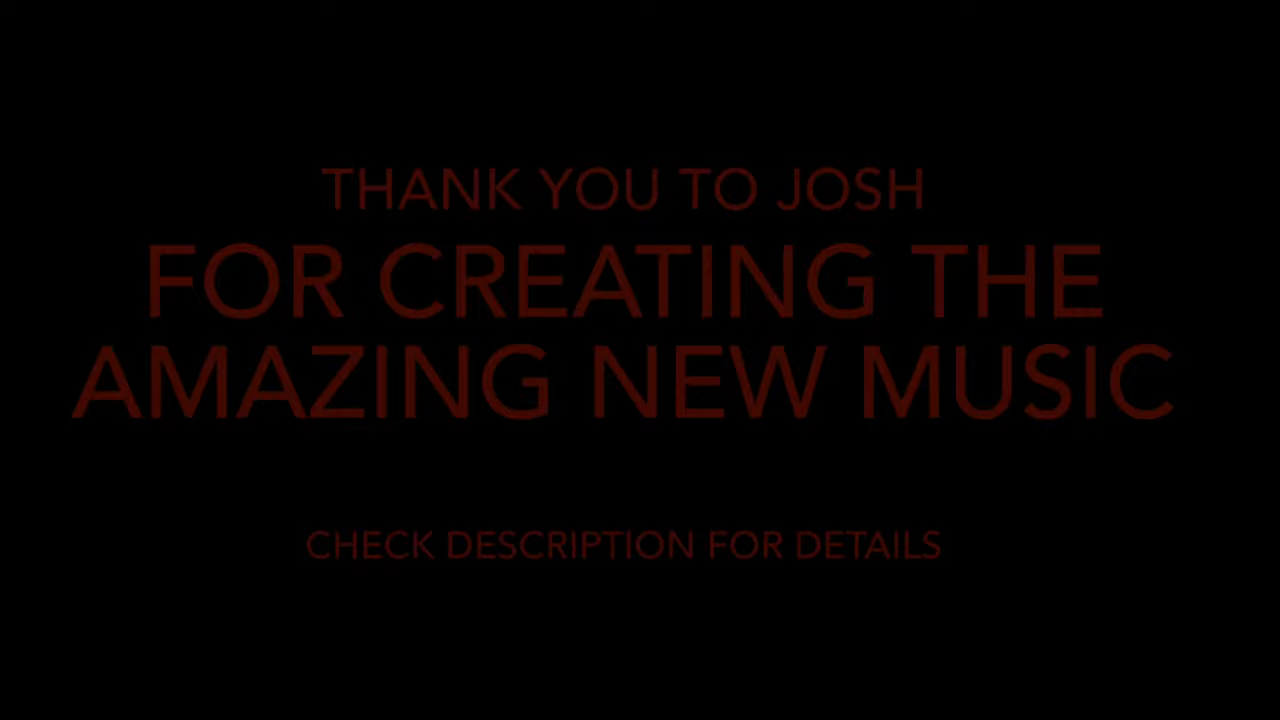 THANK YOU TO JOSH
FOR CREATING THE
AMAZING NEW MUSIC
CHECK DESCRIPTION FOR DETAILS